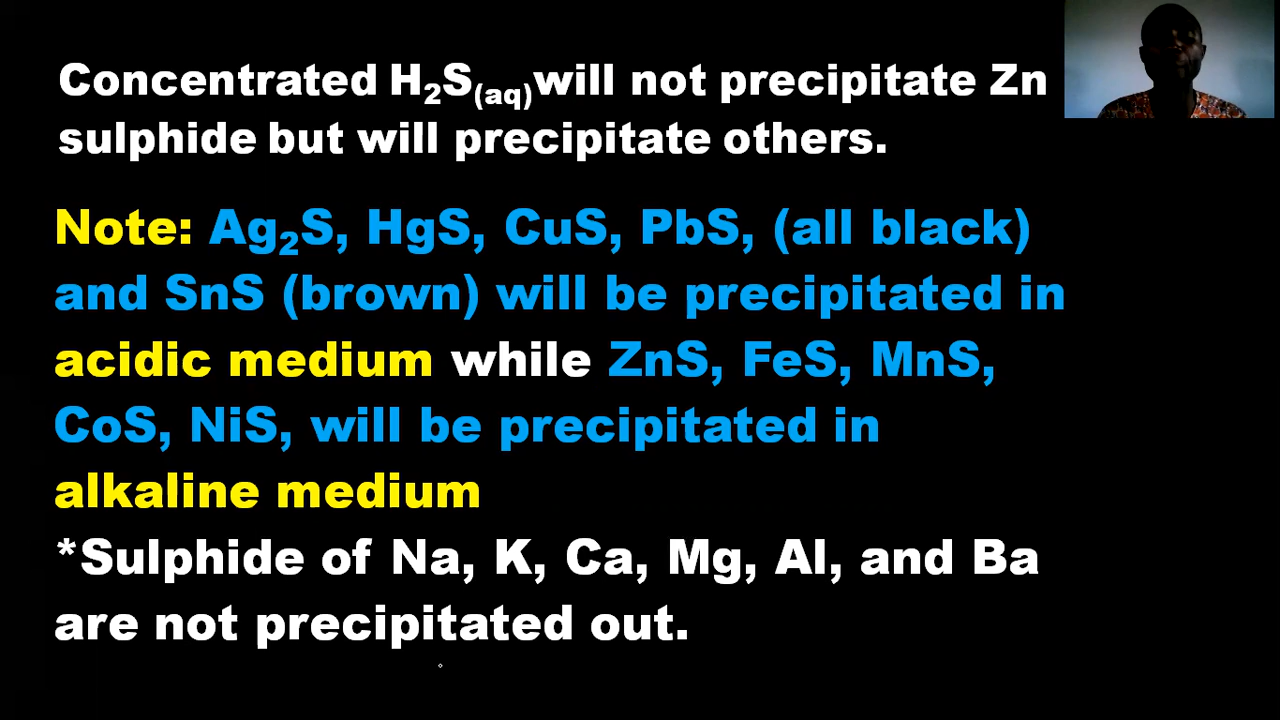 Concentrated H₂S₍aq₎will not precipitate Zn
sulphide but will precipitate others.
Note: Ag₂S, HgS, CuS, PbS, (all black)
and SnS (brown) will be precipitated in
acidic medium while ZnS, FeS, MnS,
CoS, NiS, will be precipitated in
alkaline medium
*Sulphide of Na, K, Ca, Mg, Al, and Ba
are not precipitated out.